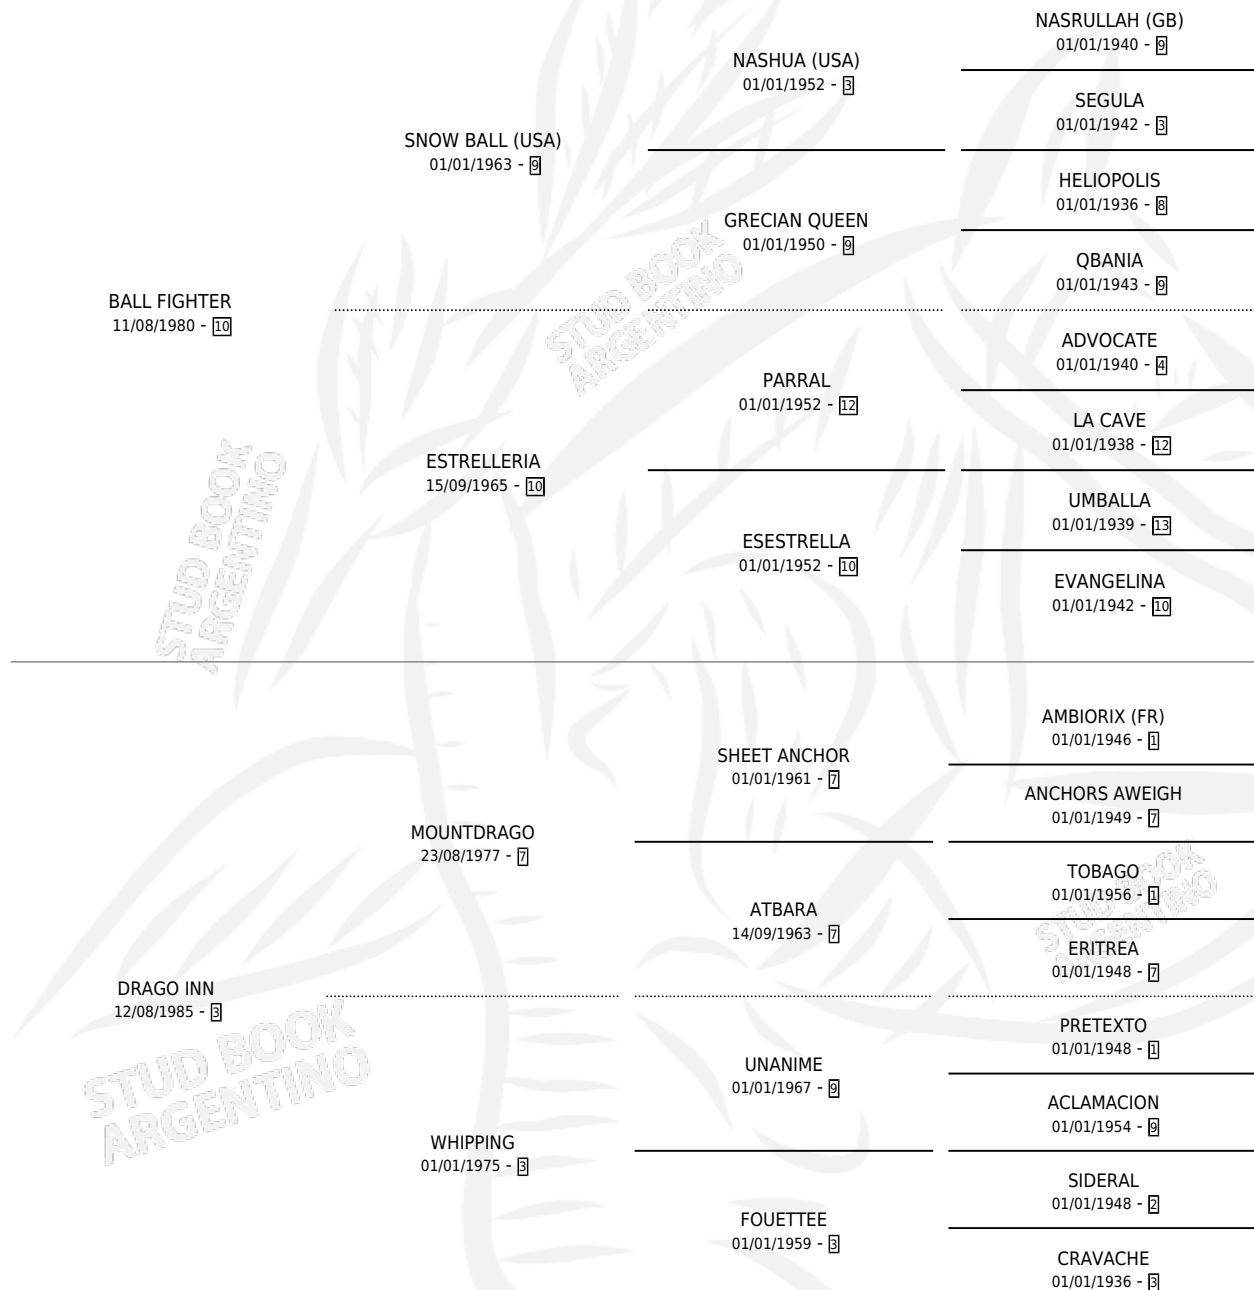 NASRULLAH (GB)
01/01/1940 - 9
NASHUA (USA)
01/01/1952 - 3
SEGULA
01/01/1942 - 3
SNOW BALL (USA)
01/01/1963 - 9
HELIOPOLIS
01/01/1936 - 8
GRECIAN QUEEN
01/01/1950 - 9
QBANIA
01/01/1943 - 9
BALL FIGHTER
11/08/1980 - 10
STUD BOOK
ARGENTINO
ADVOCATE
01/01/1940 - 4
PARRAL
01/01/1952 - 12
LA CAVE
01/01/1938 - 12
ESTRELLERIA
15/09/1965 - 10
UMBALLA
01/01/1939 - 13
ESESTRELLA
01/01/1952 - 10
EVANGELINA
01/01/1942 - 10
STUD BOOK
ARGENTINO
AMBIORIX (FR)
01/01/1946 - 1
SHEET ANCHOR
01/01/1961 - 7
ANCHORS AWEIGH
01/01/1949 - 7
MOUNTDRAGO
23/08/1977 - 7
TOBAGO
01/01/1956 - 1
ATBARA
14/09/1963 - 7
STUD BOOK
ARGENTINO
ERITREA
01/01/1948 - 7
DRAGO INN
12/08/1985 - 3
PRETEXTO
01/01/1948 - 1
UNANIME
01/01/1967 - 9
ACLAMACION
01/01/1954 - 9
STUD BOOK
ARGENTINO
WHIPPING
01/01/1975 - 3
SIDERAL
01/01/1948 - 2
FOUETTEE
01/01/1959 - 3
CRAVACHE
01/01/1936 - 3